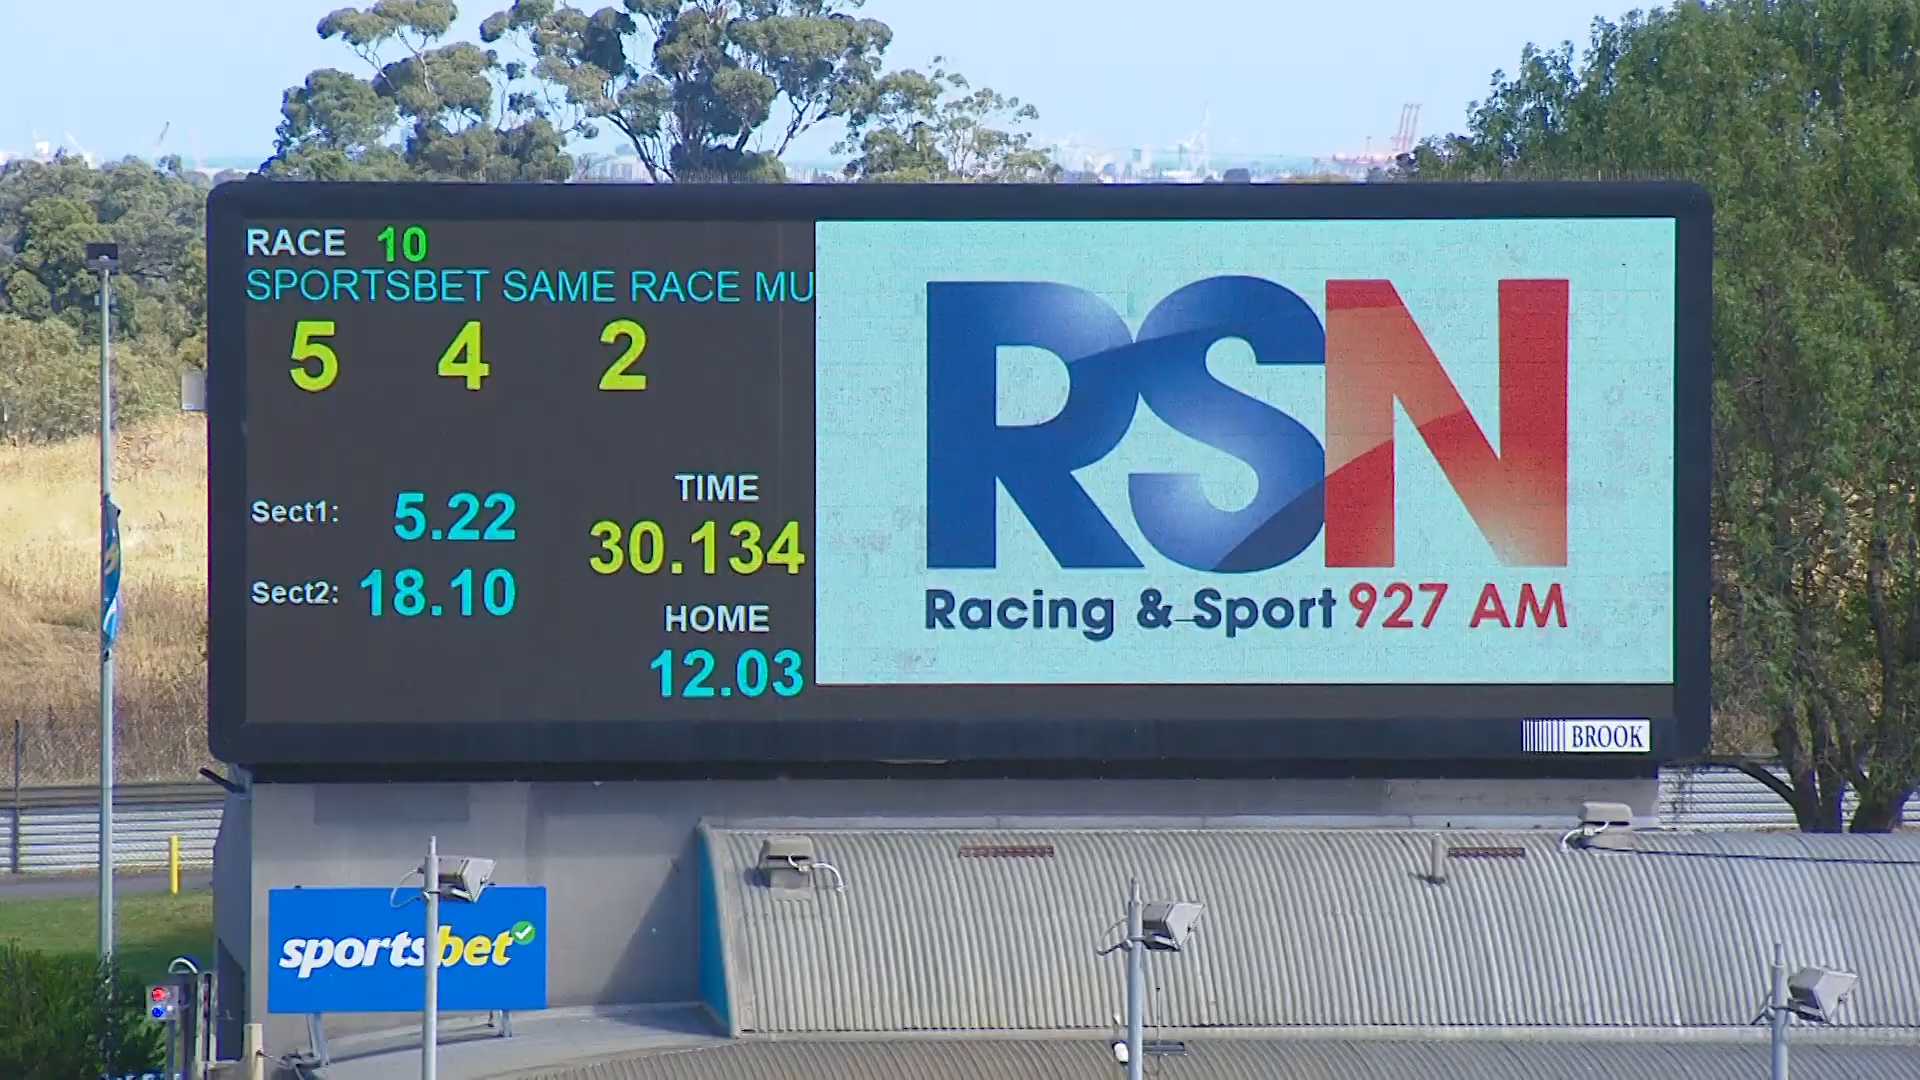 RACE 10
SPORTSBET SAME RACE MU
5 4 2
Sect1: 5.22
Sect2: 18.10
TIME
30.134
HOME
12.03
RSN
Racing & Sport 927 AM
BROOK
sportsbet